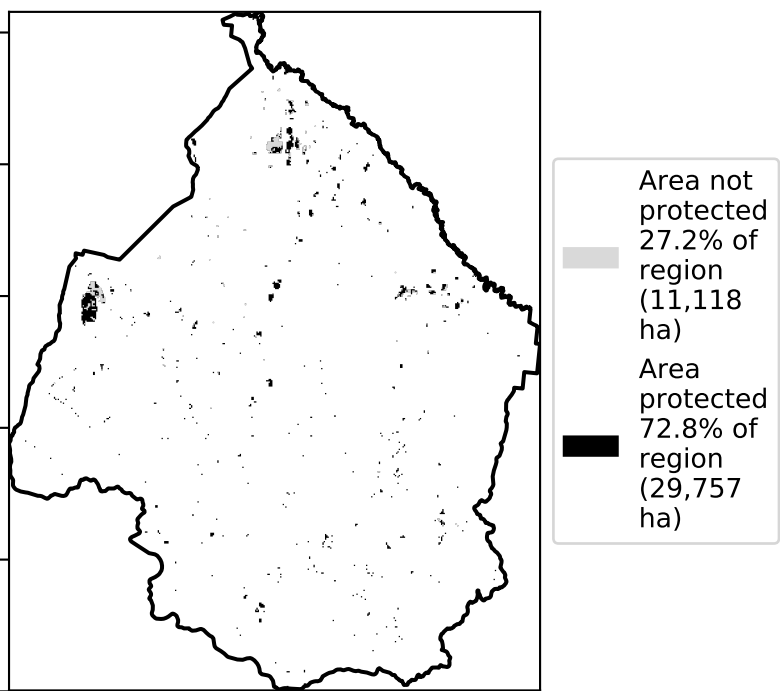 Area not
protected
27.2% of
region
(11,118
ha)
Area
protected
72.8% of
region
(29,757
ha)